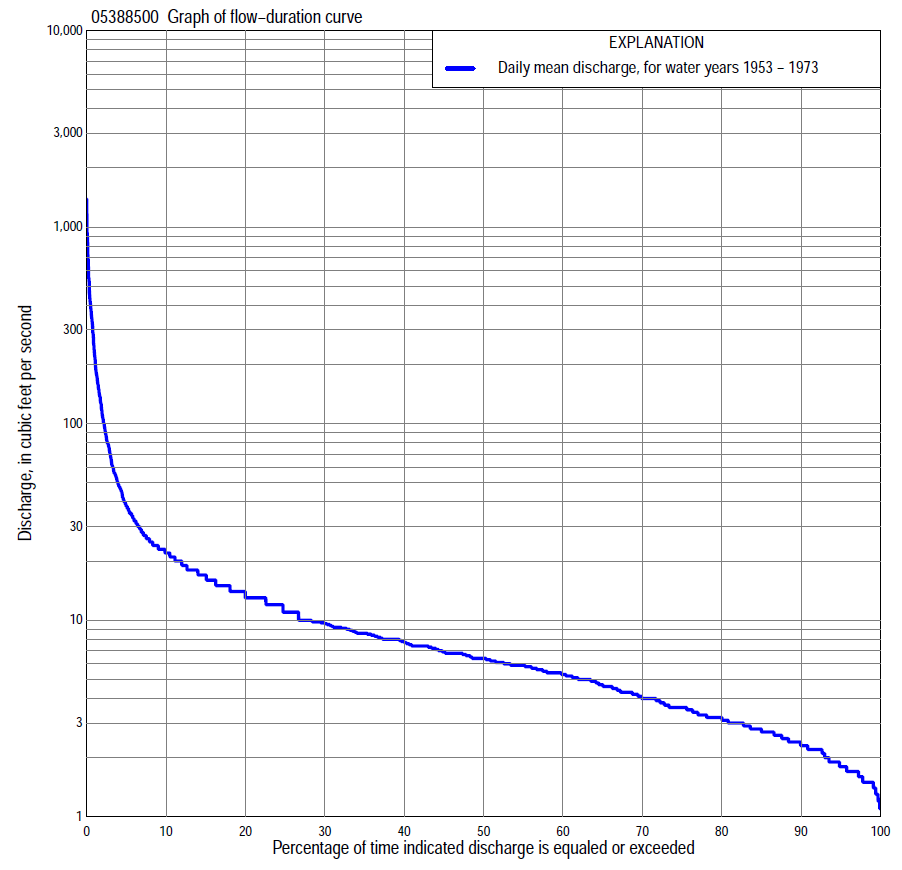 05388500 Graph of flow-duration curve
EXPLANATION
Daily mean discharge, for water years 1953 - 1973
10,000
3,000
1,000
300
100
30
10
3
1
Discharge, in cubic feet per second
0 10 20 30 40 50 60 70 80 90 100
Percentage of time indicated discharge is equaled or exceeded